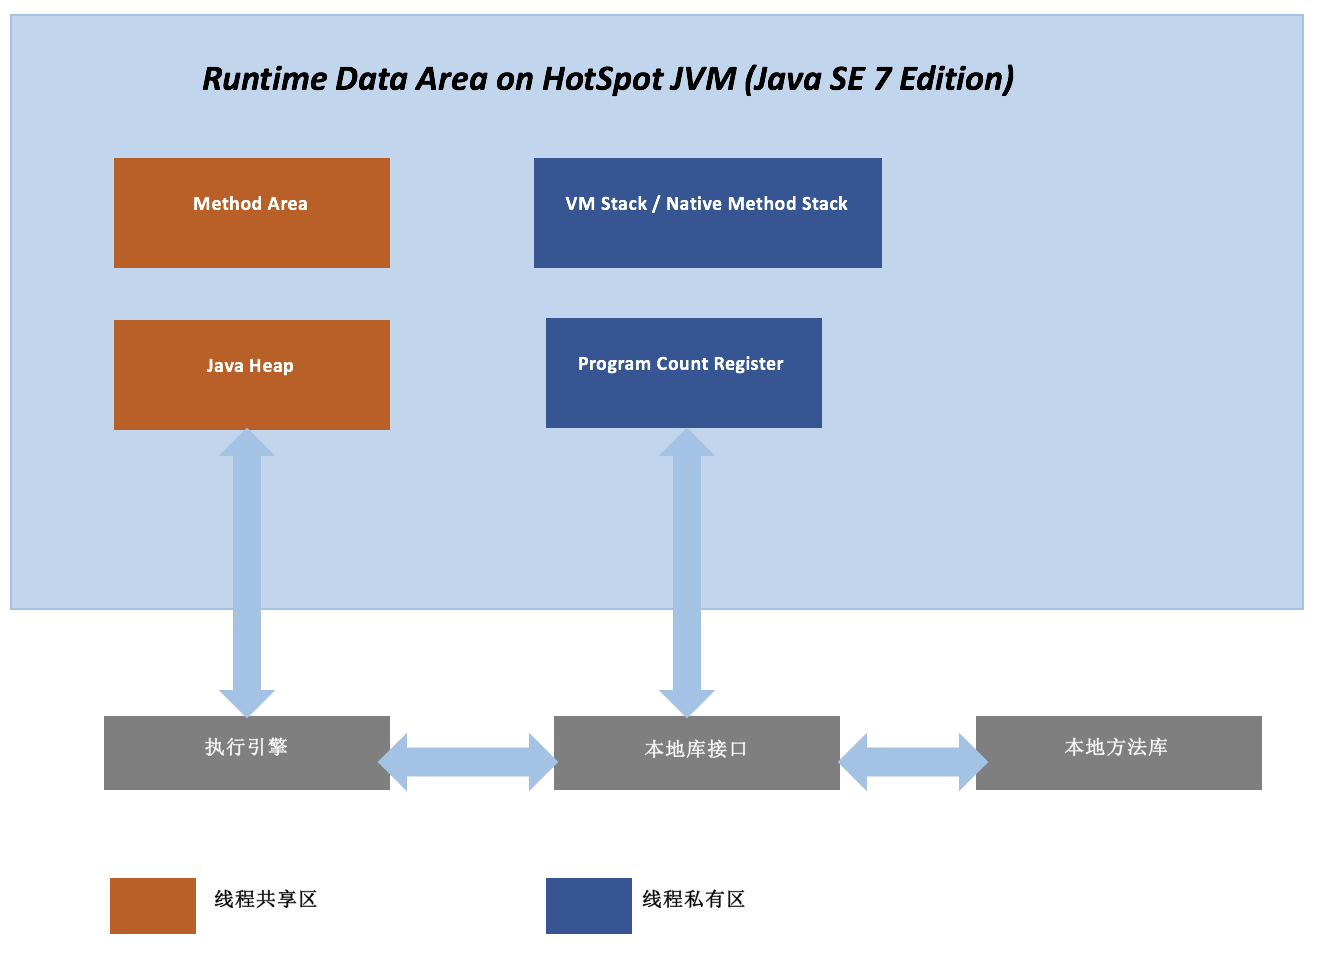 Runtime Data Area on HotSpot JVM (Java SE 7 Edition)
Method Area
VM Stack / Native Method Stack
Java Heap
Program Count Register
执行引擎
本地库接口
本地方法库
线程共享区
线程私有区